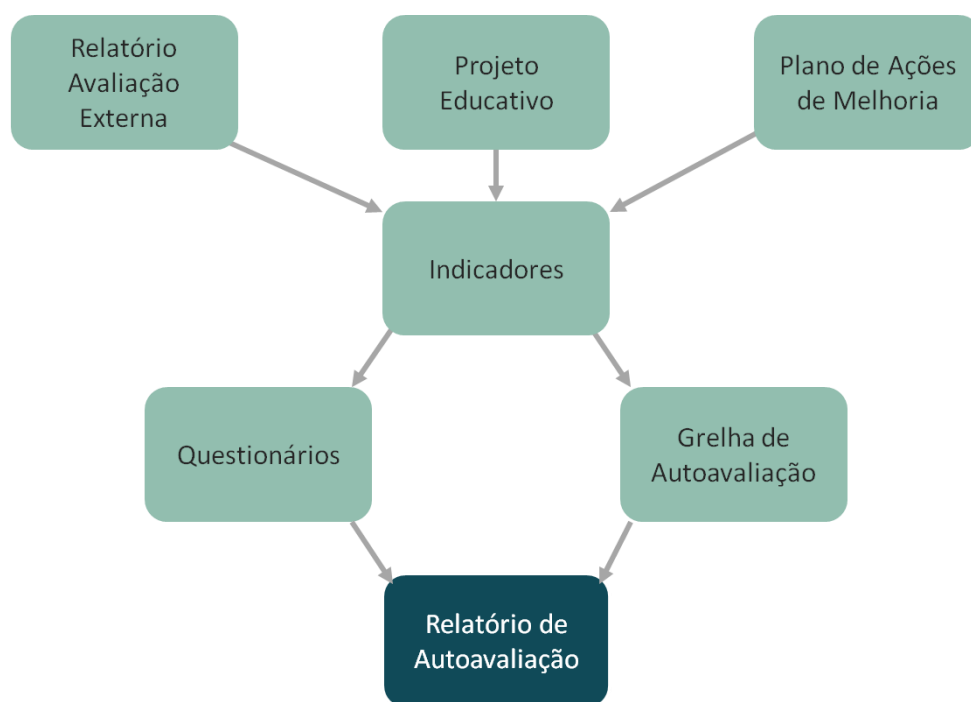 Relatório
Avaliação
Externa
Projeto
Educativo
Plano de Ações
de Melhoria
Indicadores
Questionários
Grelha de
Autoavaliação
Relatório de
Autoavaliação